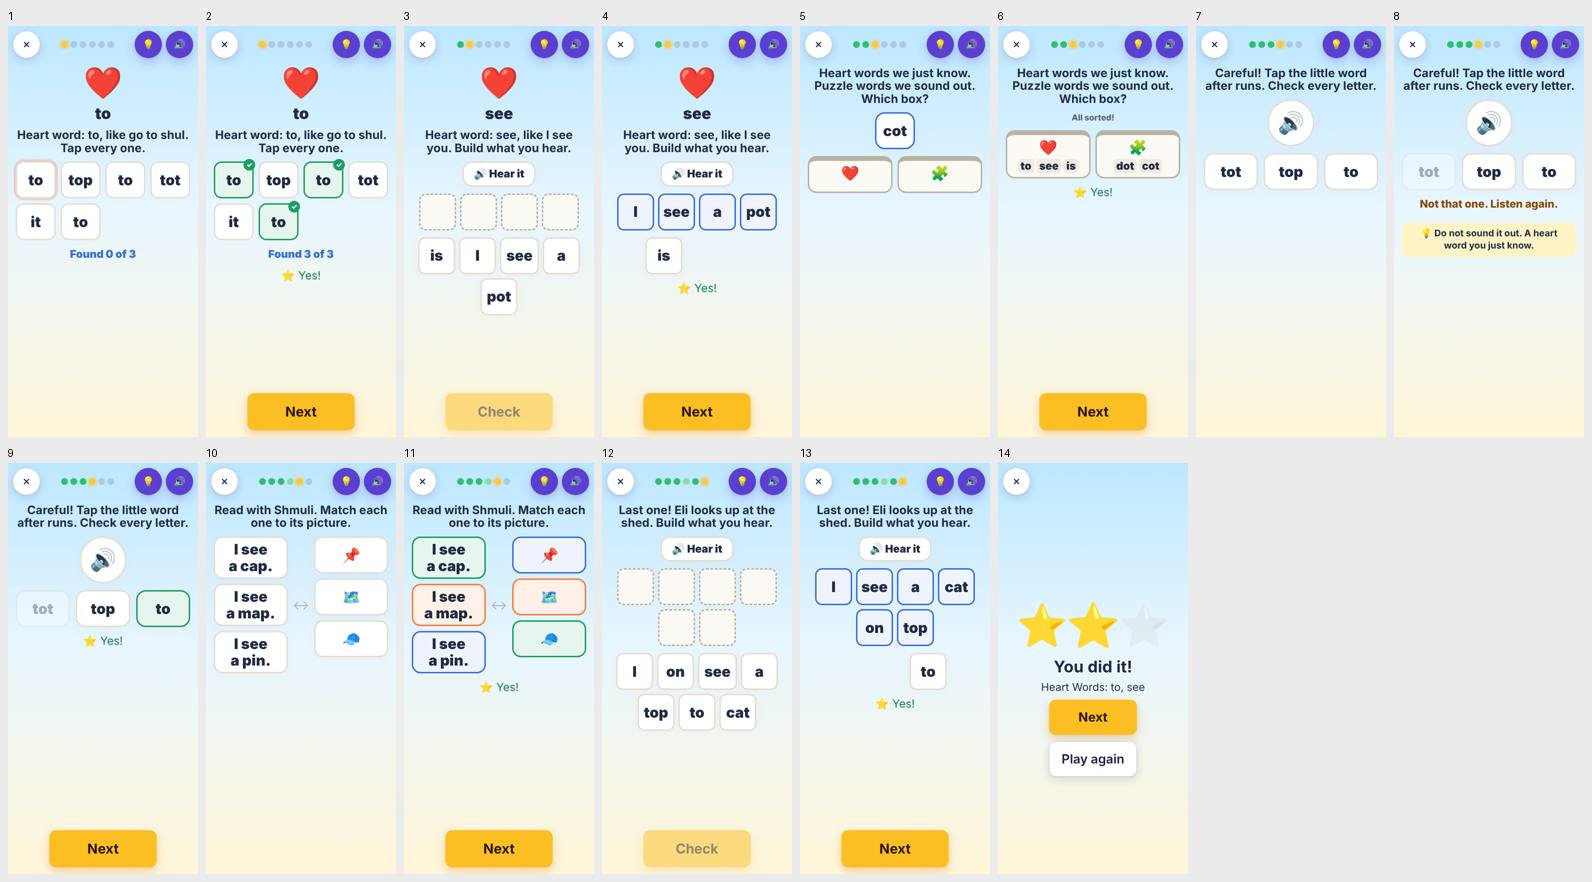 1
to
Heart word: to, like go to shul.
Tap every one.
to top to tot
it to
Found 0 of 3
2
to
Heart word: to, like go to shul.
Tap every one.
to top to tot
it to
Found 3 of 3
Yes!
Next
3
see
Heart word: see, like I see
you. Build what you hear.
Hear it
is I see a
pot
Check
4
see
Heart word: see, like I see
you. Build what you hear.
Hear it
I see a pot
is
Yes!
Next
5
Heart words we just know.
Puzzle words we sound out.
Which box?
cot
6
Heart words we just know.
Puzzle words we sound out.
Which box?
All sorted!
to see is dot cot
Yes!
Next
7
Careful! Tap the little word
after runs. Check every letter.
tot top to
8
Careful! Tap the little word
after runs. Check every letter.
tot top to
Not that one. Listen again.
Do not sound it out. A heart
word you just know.
9
Careful! Tap the little word
after runs. Check every letter.
tot top to
Yes!
Next
10
Read with Shmuli. Match each
one to its picture.
I see
a cap.
I see
a map.
I see
a pin.
11
Read with Shmuli. Match each
one to its picture.
I see
a cap.
I see
a map.
I see
a pin.
Yes!
Next
12
Last one! Eli looks up at the
shed. Build what you hear.
Hear it
I on see a
top to cat
Check
13
Last one! Eli looks up at the
shed. Build what you hear.
Hear it
I see a cat
on top
to
Yes!
Next
14
You did it!
Heart Words: to, see
Next
Play again